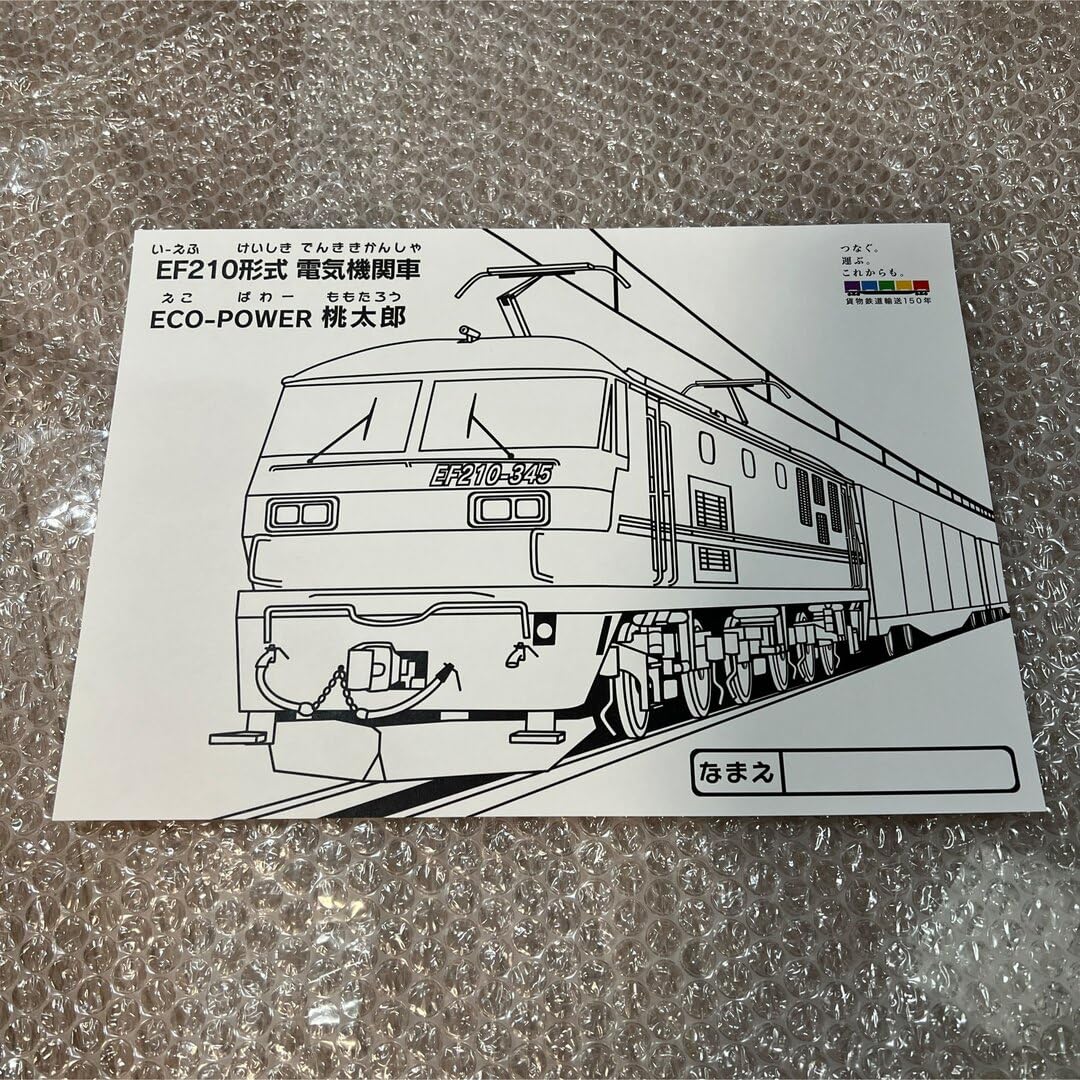 いーえふ けいしき でんききかんしゃ
EF210形式 電気機関車
えこ ぱわー ももたろう
ECO-POWER 桃太郎
つなぐ。
運ぶ。
これからも。
貨物鉄道輸送150年
EF210-345
なまえ